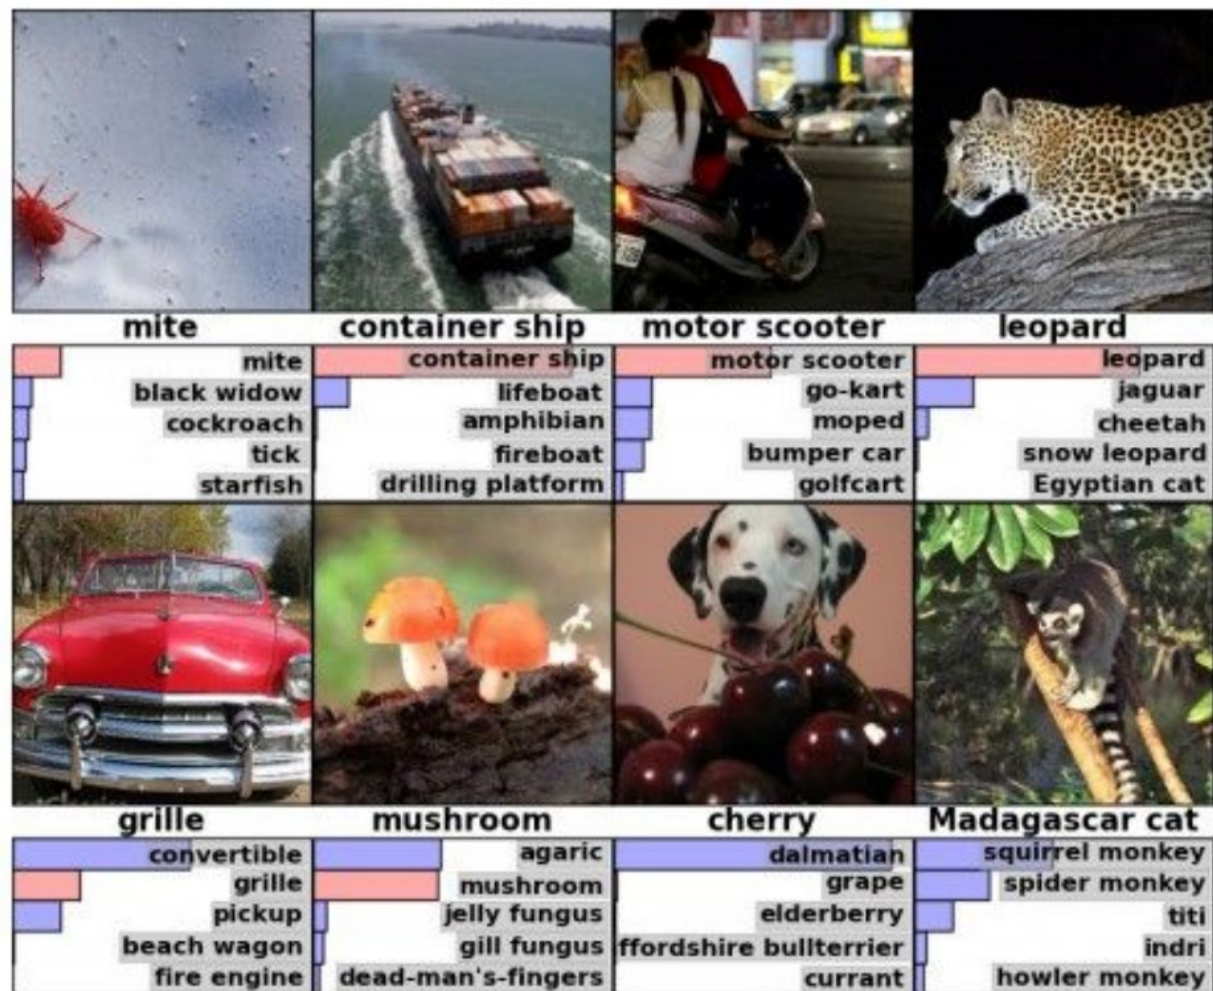 mite
container ship
motor scooter
leopard
mite
black widow
cockroach
tick
starfish
container ship
lifeboat
amphibian
fireboat
drilling platform
motor scooter
go-kart
moped
bumper car
golfcart
leopard
jaguar
cheetah
snow leopard
Egyptian cat
grille
mushroom
cherry
Madagascar cat
convertible
grille
pickup
beach wagon
fire engine
agaric
mushroom
jelly fungus
gill fungus
dead-man's-fingers
dalmatian
grape
elderberry
ffordshire bullterrier
currant
squirrel monkey
spider monkey
titi
indri
howler monkey